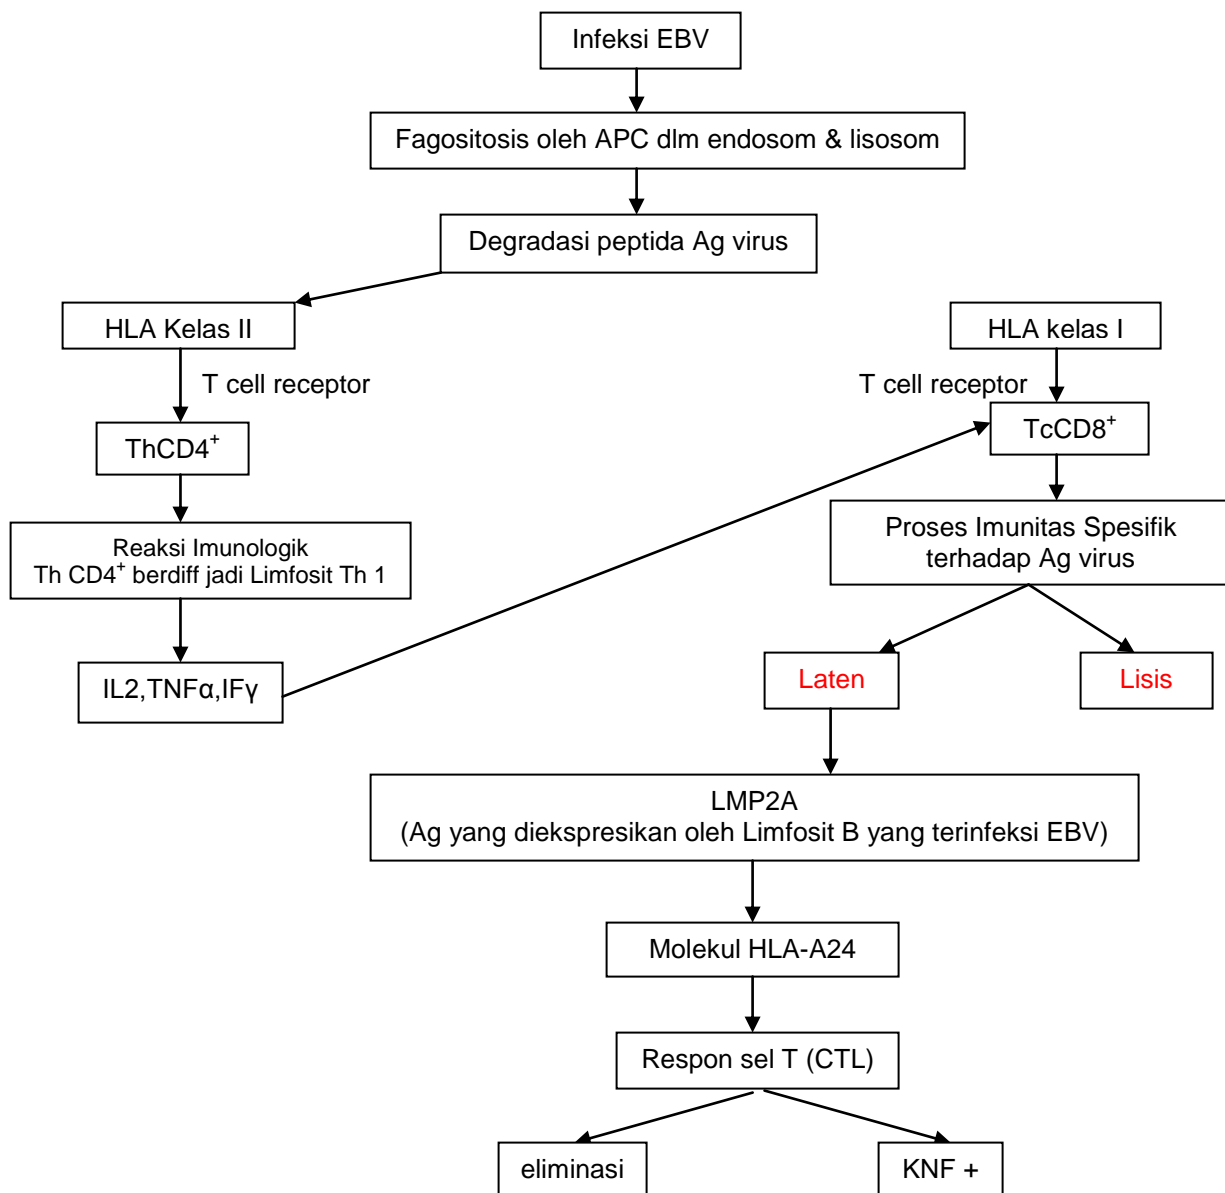 Infeksi EBV
Fagositosis oleh APC dlm endosom & lisosom
Degradasi peptida Ag virus
HLA Kelas II
HLA kelas I
T cell receptor
T cell receptor
ThCD4⁺
TcCD8⁺
Reaksi Imunologik
Th CD4⁺ berdiff jadi Limfosit Th 1
Proses Imunitas Spesifik
terhadap Ag virus
IL2,TNFα,IFγ
Laten
Lisis
LMP2A
(Ag yang diekspresikan oleh Limfosit B yang terinfeksi EBV)
Molekul HLA-A24
Respon sel T (CTL)
eliminasi
KNF +